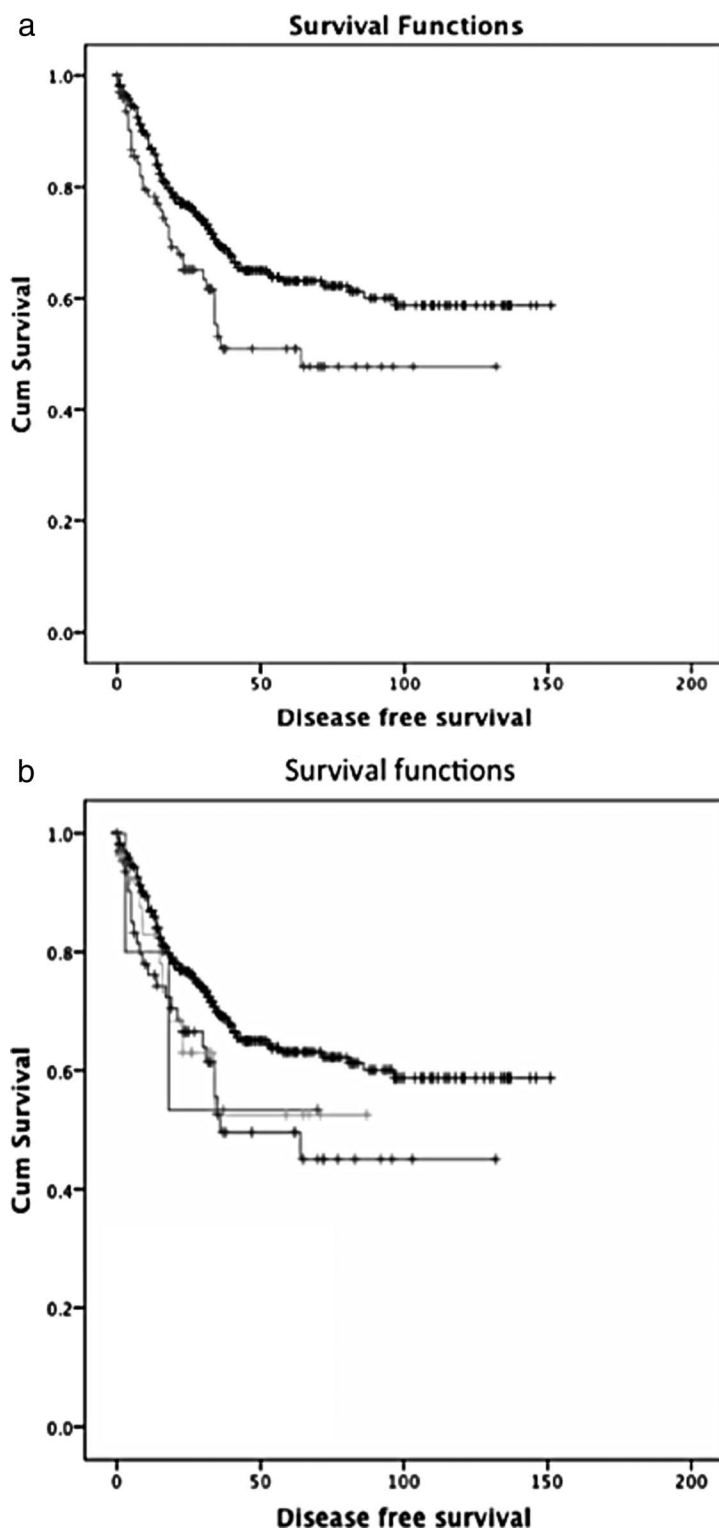 a
Survival Functions
1.0
0.8
0.6
0.4
0.2
0.0
Cum Survival
0 50 100 150 200
Disease free survival
b
Survival functions
1.0
0.8
0.6
0.4
0.2
0.0
Cum Survival
0 50 100 150 200
Disease free survival